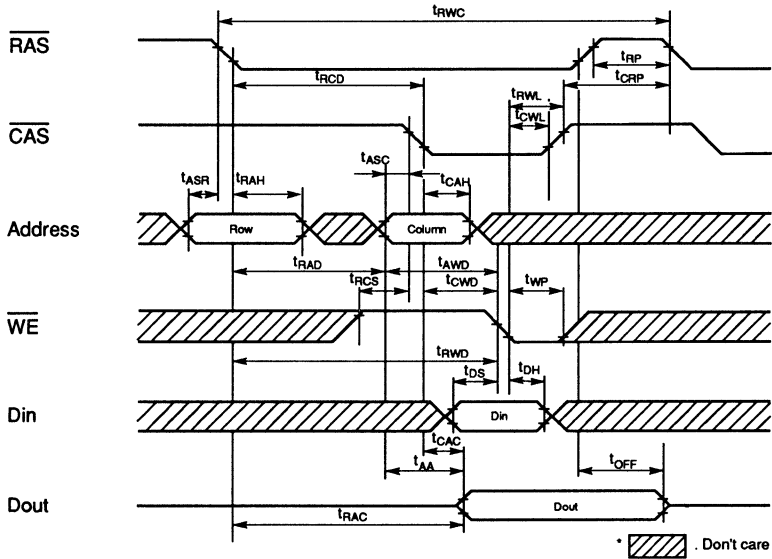 tRWC
RAS
tRP
tRCD
tCRP
tRWL
CAS
tCWL
tASC
tASR
tRAH
tCAH
Address
Row
Column
tRAD
tAWD
tRCS
tCWD
tWP
WE
tRWD
tDS
tDH
Din
Din
tCAC
tAA
tOFF
Dout
Dout
tRAC
* . Don't care